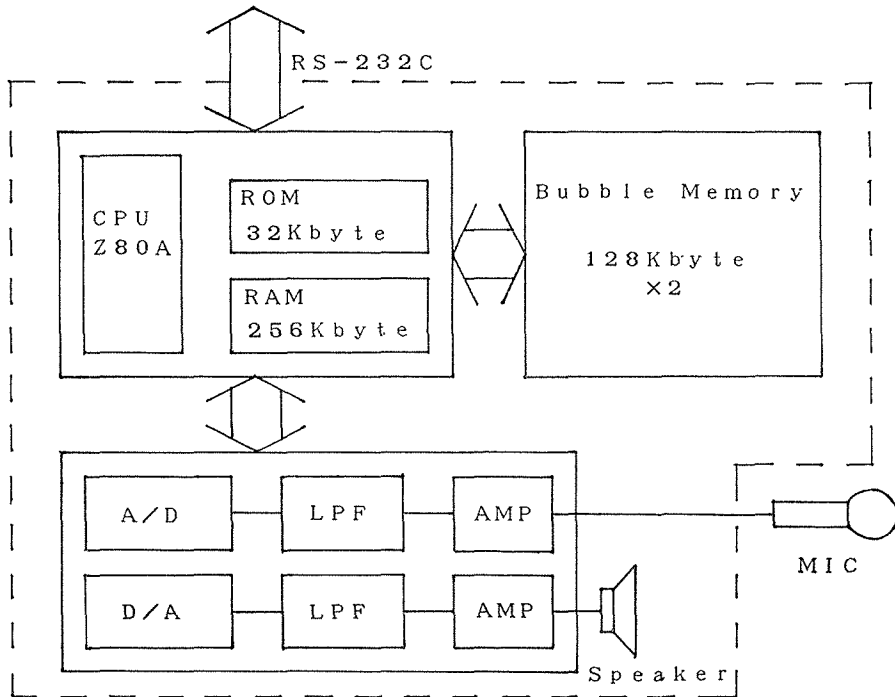 RS-232C
CPU
Z80A
ROM
32Kbyte
RAM
256Kbyte
Bubble Memory
128Kbyte
×2
A/D
LPF
AMP
MIC
D/A
LPF
AMP
Speaker